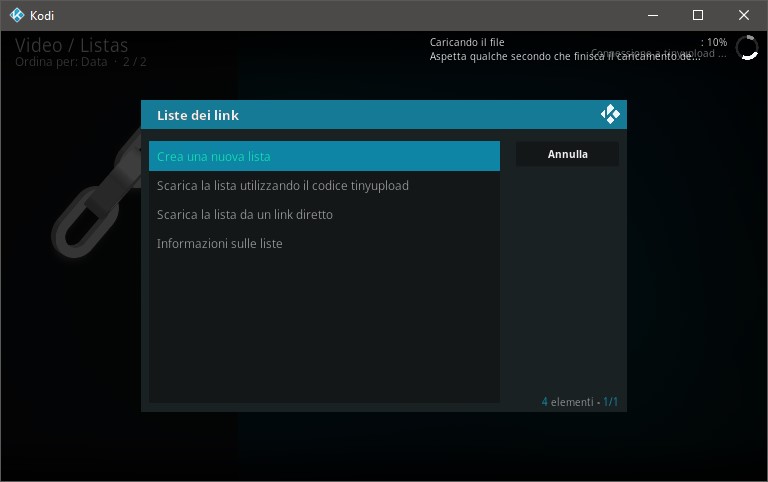 Kodi
Video / Listas
Ordina per: Data · 2 / 2
Caricando il file : 10%
Connessione a tinyupload ...
Aspetta qualche secondo che finisca il caricamento de...
Liste dei link
Crea una nuova lista
Annulla
Scarica la lista utilizzando il codice tinyupload
Scarica la lista da un link diretto
Informazioni sulle liste
4 elementi - 1/1